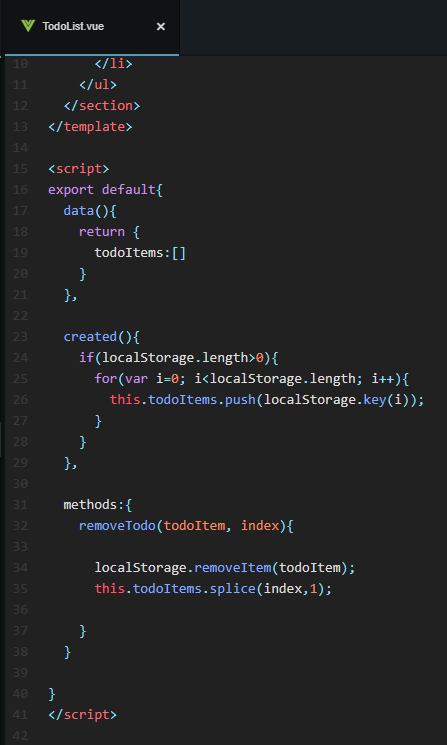 TodoList.vue ×
10 </li>
11 </ul>
12 </section>
13 </template>
14
15 <script>
16 export default{
17 data(){
18 return {
19 todoItems:[]
20 }
21 },
22
23 created(){
24 if(localStorage.length>0){
25 for(var i=0; i<localStorage.length; i++){
26 this.todoItems.push(localStorage.key(i));
27 }
28 }
29 },
30
31 methods:{
32 removeTodo(todoItem, index){
33
34 localStorage.removeItem(todoItem);
35 this.todoItems.splice(index,1);
36
37 }
38 }
39
40 }
41 </script>
42